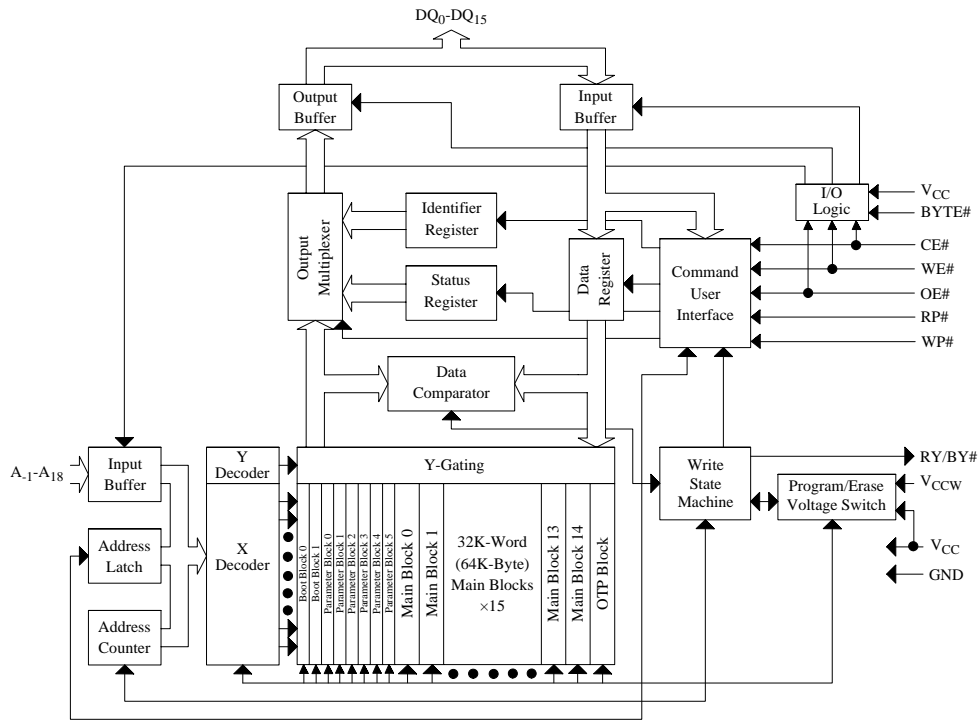 DQ0-DQ15
Output
Buffer
Input
Buffer
I/O
Logic
VCC
BYTE#
CE#
WE#
OE#
RP#
WP#
Output
Multiplexer
Identifier
Register
Status
Register
Data
Register
Command
User
Interface
Data
Comparator
A-1-A18
Input
Buffer
Y
Decoder
Y-Gating
Write
State
Machine
RY/BY#
Program/Erase
Voltage Switch
VCCW
VCC
GND
Address
Latch
X
Decoder
Address
Counter
Boot Block 0
Boot Block 1
Parameter Block 0
Parameter Block 1
Parameter Block 2
Parameter Block 3
Parameter Block 4
Parameter Block 5
Main Block 0
Main Block 1
32K-Word
(64K-Byte)
Main Blocks
×15
Main Block 13
Main Block 14
OTP Block